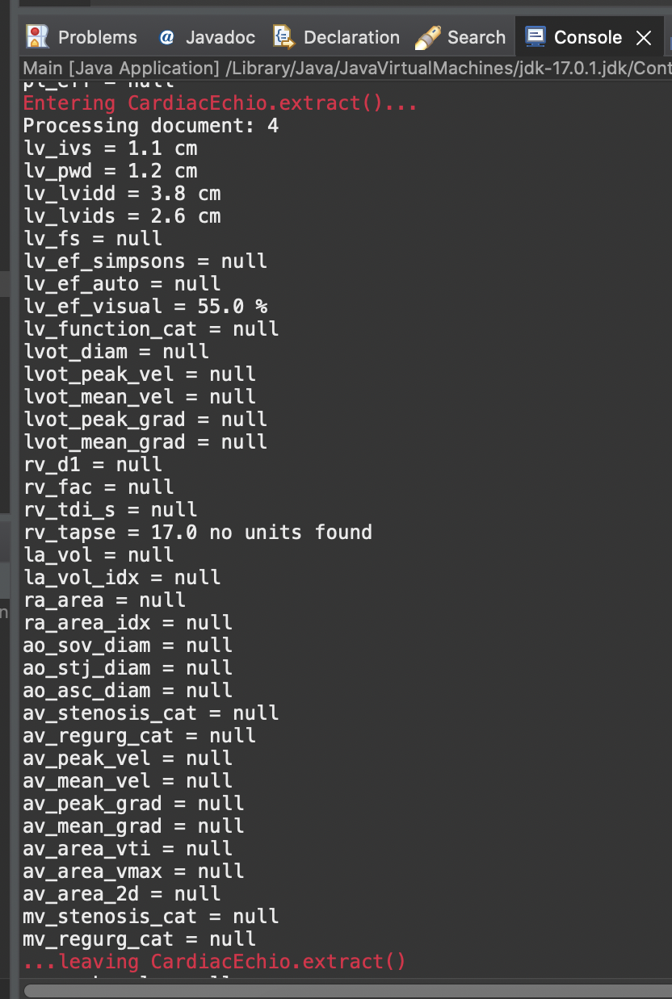 Problems Javadoc Declaration Search Console
Main [Java Application] /Library/Java/JavaVirtualMachines/jdk-17.0.1.jdk/Cont
pl_eff = null
Entering CardiacEchio.extract()...
Processing document: 4
lv_ivs = 1.1 cm
lv_pwd = 1.2 cm
lv_lvidd = 3.8 cm
lv_lvids = 2.6 cm
lv_fs = null
lv_ef_simpsons = null
lv_ef_auto = null
lv_ef_visual = 55.0 %
lv_function_cat = null
lvot_diam = null
lvot_peak_vel = null
lvot_mean_vel = null
lvot_peak_grad = null
lvot_mean_grad = null
rv_d1 = null
rv_fac = null
rv_tdi_s = null
rv_tapse = 17.0 no units found
la_vol = null
la_vol_idx = null
ra_area = null
ra_area_idx = null
ao_sov_diam = null
ao_stj_diam = null
ao_asc_diam = null
av_stenosis_cat = null
av_regurg_cat = null
av_peak_vel = null
av_mean_vel = null
av_peak_grad = null
av_mean_grad = null
av_area_vti = null
av_area_vmax = null
av_area_2d = null
mv_stenosis_cat = null
mv_regurg_cat = null
...leaving CardiacEchio.extract()